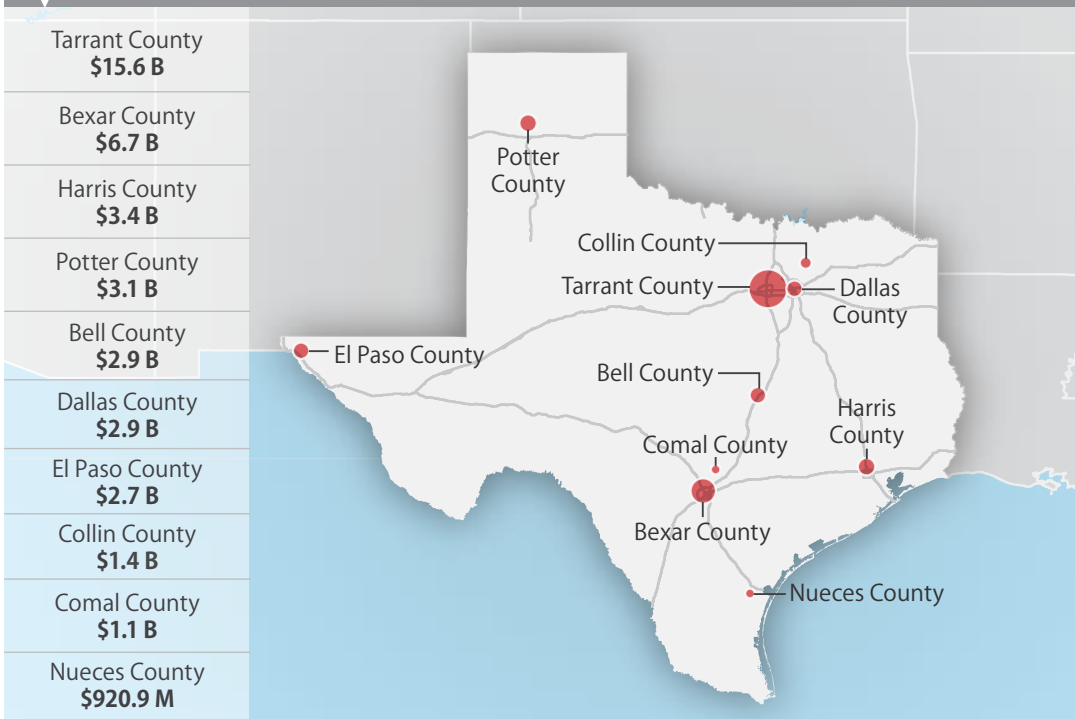 Tarrant County
$15.6 B
Bexar County
$6.7 B
Harris County
$3.4 B
Potter County
$3.1 B
Bell County
$2.9 B
Dallas County
$2.9 B
El Paso County
$2.7 B
Collin County
$1.4 B
Comal County
$1.1 B
Nueces County
$920.9 M
Potter
County
Collin County
Tarrant County
Dallas
County
El Paso County
Bell County
Harris
County
Comal County
Bexar County
Nueces County